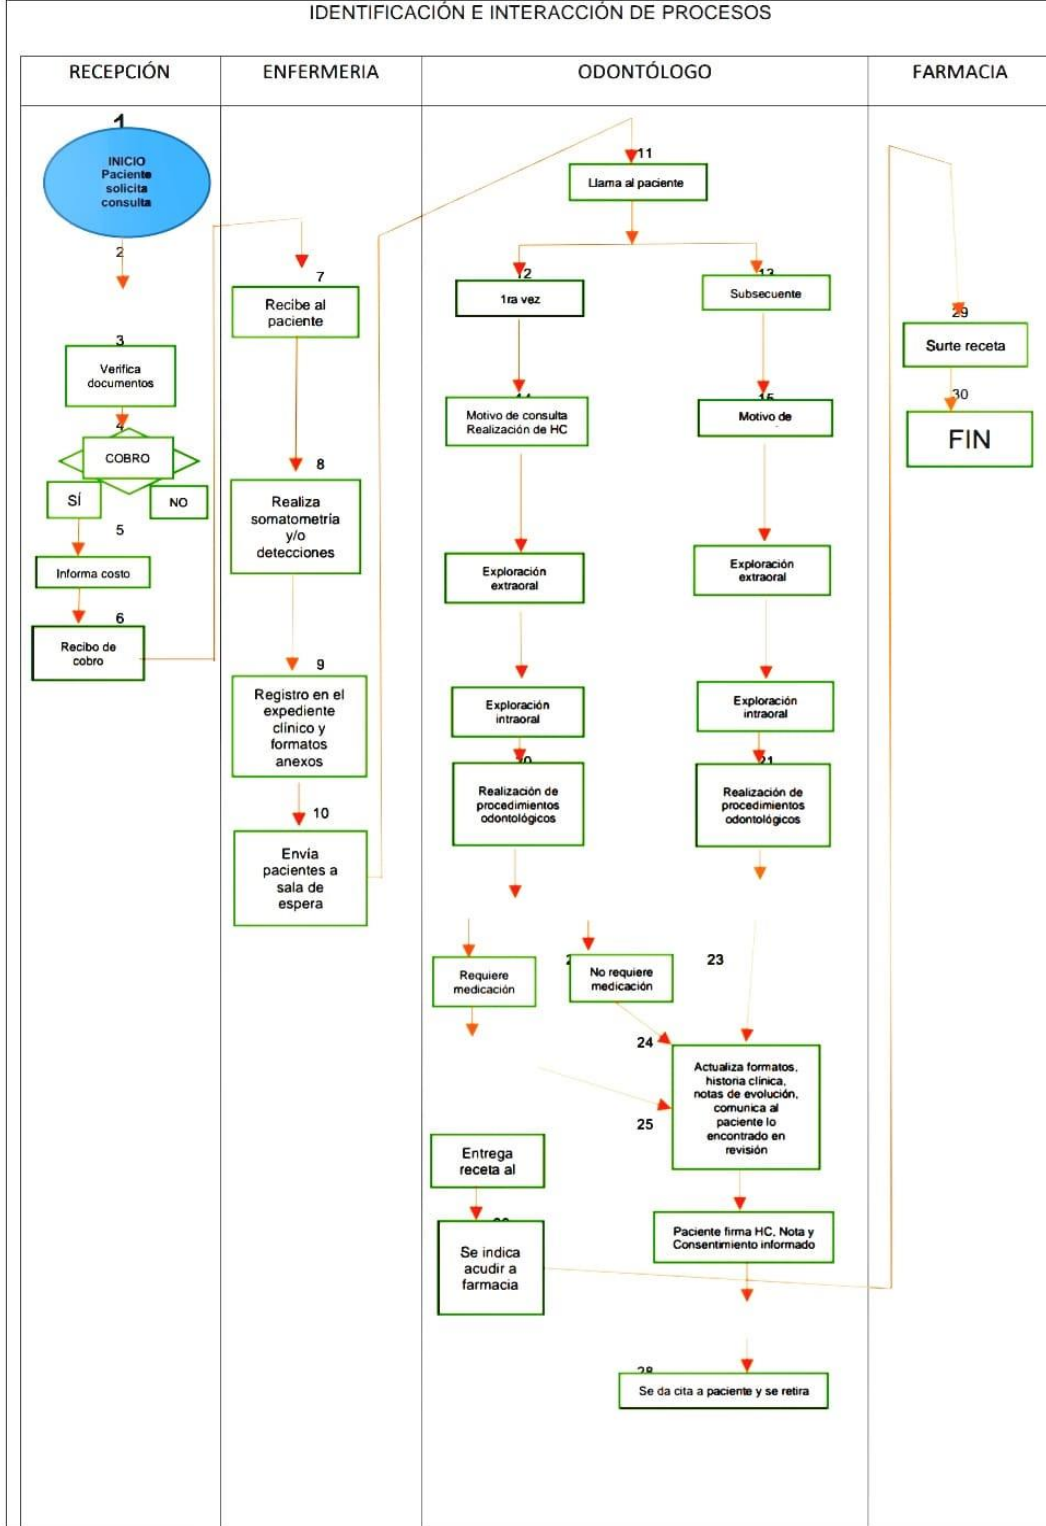 IDENTIFICACIÓN E INTERACCIÓN DE PROCESOS
RECEPCIÓN
ENFERMERIA
ODONTÓLOGO
FARMACIA
1
INICIO
Paciente
solicita
consulta
2
3
Verifica
documentos
4
COBRO
SÍ
NO
5
Informa costo
6
Recibo de
cobro
7
Recibe al
paciente
8
Realiza
somatometría
y/o
detecciones
9
Registro en el
expediente
clínico y
formatos
anexos
10
Envía
pacientes a
sala de
espera
11
Llama al paciente
12
1ra vez
13
Subsecuente
14
Motivo de consulta
Realización de HC
15
Motivo de
Exploración
extraoral
Exploración
extraoral
Exploración
intraoral
Exploración
intraoral
20
Realización de
procedimientos
odontológicos
21
Realización de
procedimientos
odontológicos
Requiere
medicación
No requiere
medicación
23
24
Actualiza formatos,
historia clínica,
notas de evolución,
comunica al
paciente lo
encontrado en
revisión
25
Entrega
receta al
Se indica
acudir a
farmacia
Paciente firma HC, Nota y
Consentimiento informado
28
Se da cita a paciente y se retira
29
Surte receta
30
FIN